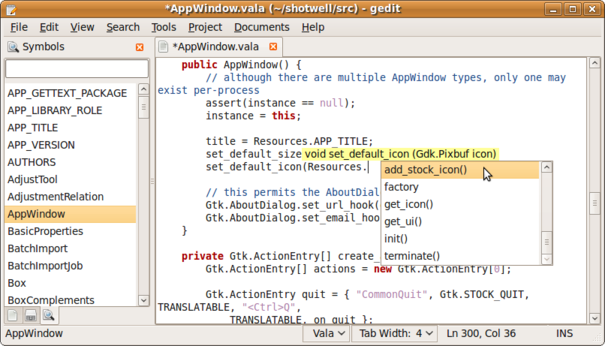 *AppWindow.vala (~/shotwell/src) - gedit
File Edit View Search Tools Project Documents Help
Symbols
*AppWindow.vala
APP_GETTEXT_PACKAGE
APP_LIBRARY_ROLE
APP_TITLE
APP_VERSION
AUTHORS
AdjustTool
AdjustmentRelation
AppWindow
BasicProperties
BatchImport
BatchImportJob
Box
BoxComplements
public AppWindow() {
// although there are multiple AppWindow types, only one may
exist per-process
assert(instance == null);
instance = this;
title = Resources.APP_TITLE;
set_default_size void set_default_icon (Gdk.Pixbuf icon)
set_default_icon(Resources.
add_stock_icon()
factory
get_icon()
get_ui()
init()
terminate()
// this permits the AboutDial
Gtk.AboutDialog.set_url_hook(
Gtk.AboutDialog.set_email_hoo
}
private Gtk.ActionEntry[] create_
Gtk.ActionEntry[] actions = new Gtk.ActionEntry[0];
Gtk.ActionEntry quit = { "CommonQuit", Gtk.STOCK_QUIT,
TRANSLATABLE, "<Ctrl>Q",
TRANSLATABLE, on_quit };
AppWindow
Vala
Tab Width: 4
Ln 300, Col 36
INS